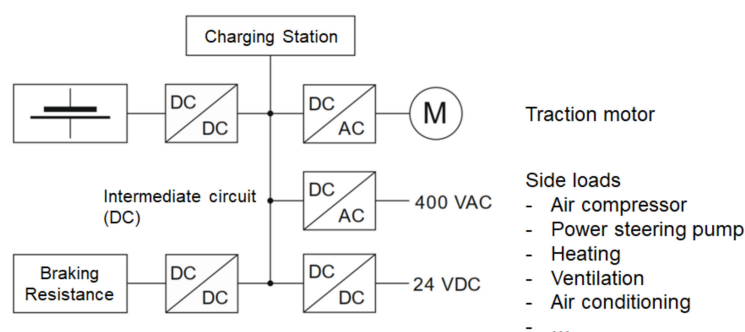 Charging Station
DC
DC
DC
AC
M
Traction motor
Intermediate circuit
(DC)
DC
AC
400 VAC
Side loads
- Air compressor
- Power steering pump
- Heating
- Ventilation
- Air conditioning
- ...
Braking
Resistance
DC
DC
DC
DC
24 VDC